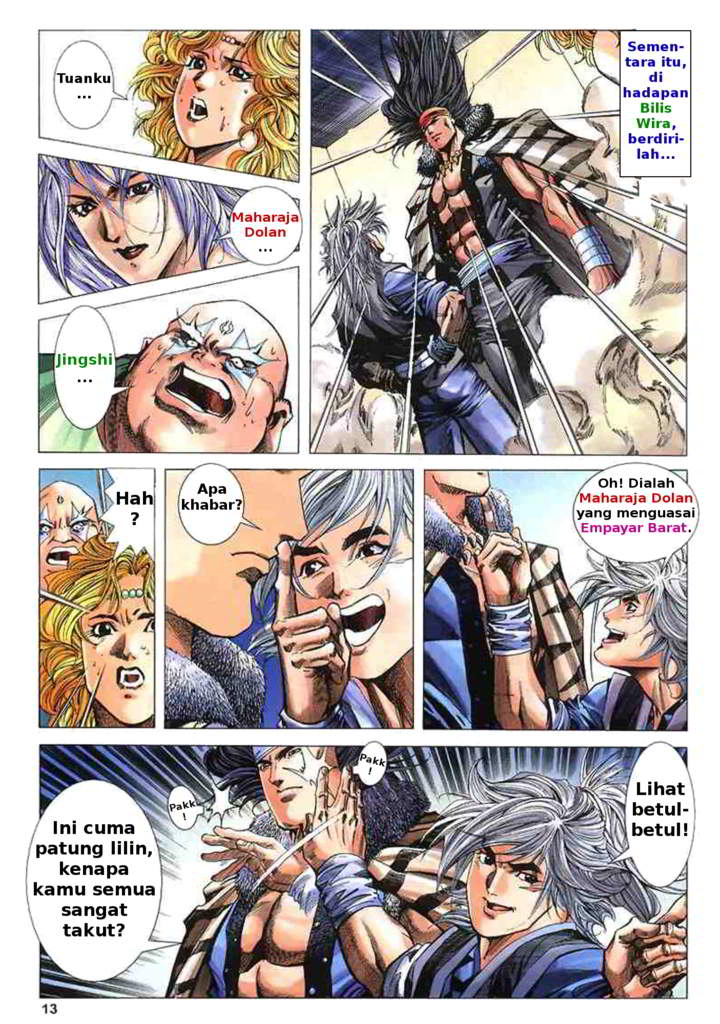 Tuanku
...
Maharaja
Dolan
...
Jingshi
...
Semen-
tara itu,
di
hadapan
Bilis
Wira,
berdiri-
lah...
Hah
?
Apa
khabar?
Oh! Dialah
Maharaja Dolan
yang menguasai
Empayar Barat.
Pakk
!
Pakk
!
Ini cuma
patung lilin,
kenapa
kamu semua
sangat
takut?
Lihat
betul-
betul!
13